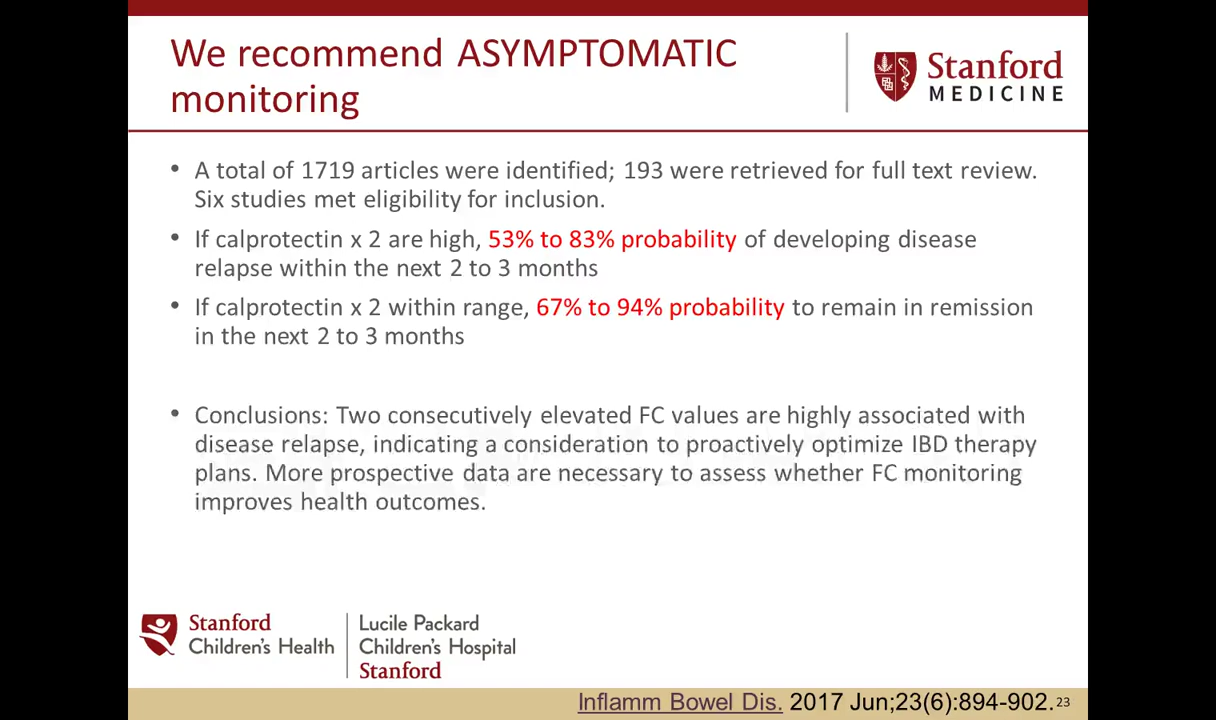 We recommend ASYMPTOMATIC
monitoring
Stanford
MEDICINE
• A total of 1719 articles were identified; 193 were retrieved for full text review.
Six studies met eligibility for inclusion.
• If calprotectin x 2 are high, 53% to 83% probability of developing disease
relapse within the next 2 to 3 months
• If calprotectin x 2 within range, 67% to 94% probability to remain in remission
in the next 2 to 3 months
• Conclusions: Two consecutively elevated FC values are highly associated with
disease relapse, indicating a consideration to proactively optimize IBD therapy
plans. More prospective data are necessary to assess whether FC monitoring
improves health outcomes.
Stanford
Children's Health
Lucile Packard
Children's Hospital
Stanford
Inflamm Bowel Dis. 2017 Jun;23(6):894-902. 23